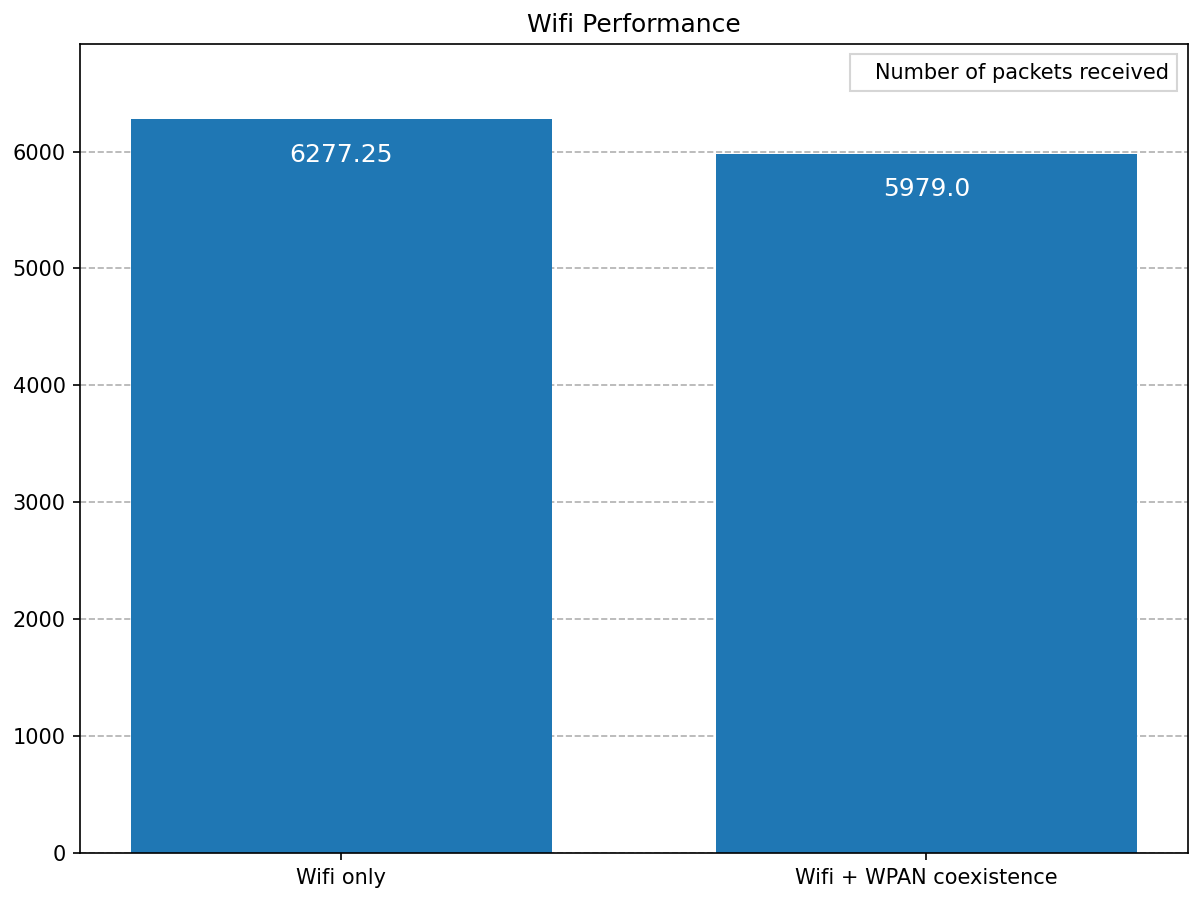 Wifi Performance
Number of packets received
6277.25
5979.0
6000
5000
4000
3000
2000
1000
0
Wifi only
Wifi + WPAN coexistence